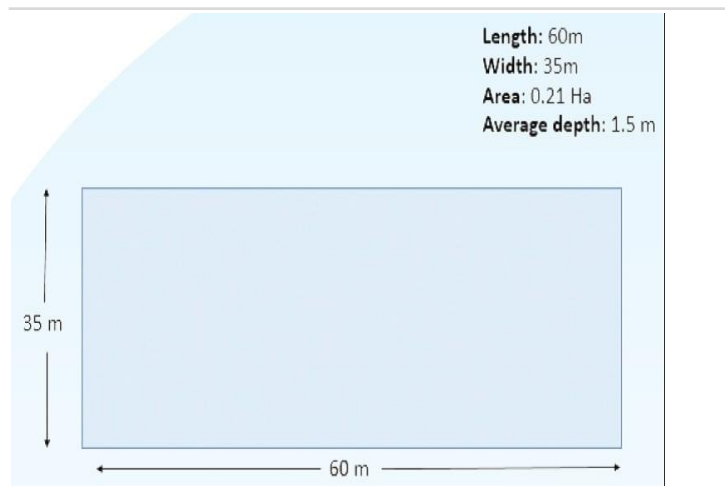 Length: 60m
Width: 35m
Area: 0.21 Ha
Average depth: 1.5 m
35 m
60 m